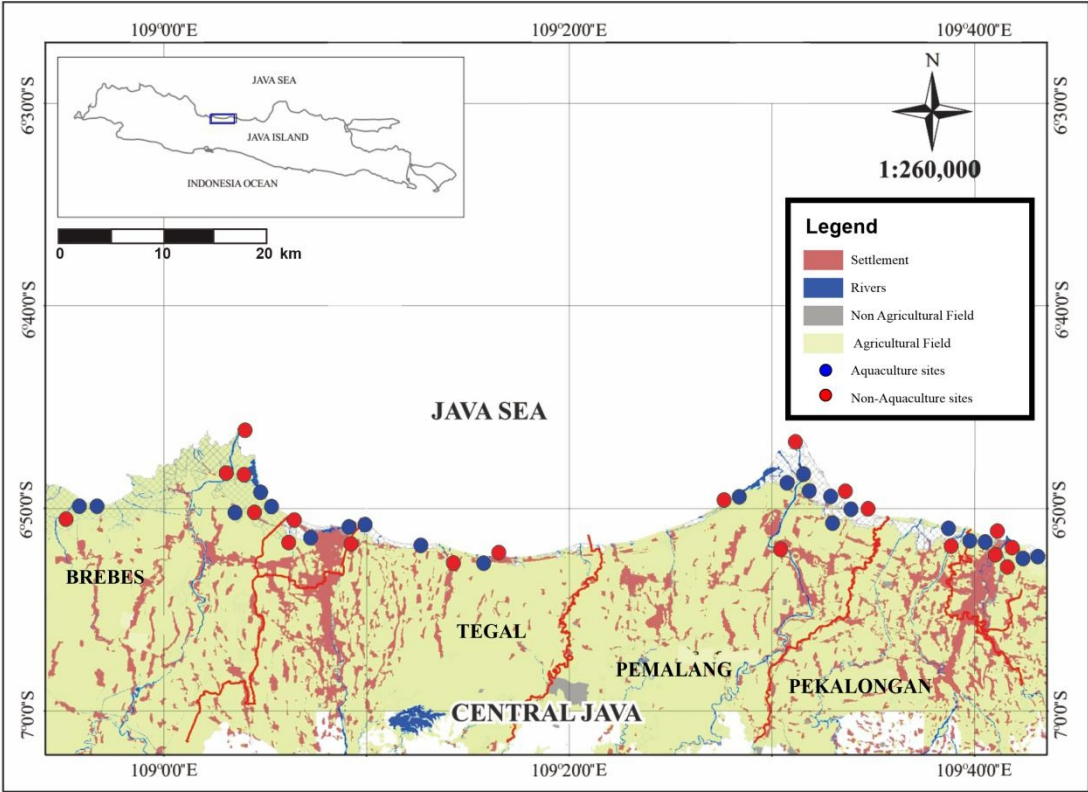 109°0'0"E 109°20'0"E 109°40'0"E
6°30'0"S
6°40'0"S
6°50'0"S
7°0'0"S
JAVA SEA
JAVA ISLAND
INDONESIA OCEAN
0 10 20 km
N
1:260,000
6°30'0"S
6°40'0"S
6°50'0"S
7°0'0"S
Legend
Settlement
Rivers
Non Agricultural Field
Agricultural Field
Aquaculture sites
Non-Aquaculture sites
JAVA SEA
BREBES
TEGAL
PEMALANG
PEKALONGAN
CENTRAL JAVA
109°0'0"E 109°20'0"E 109°40'0"E